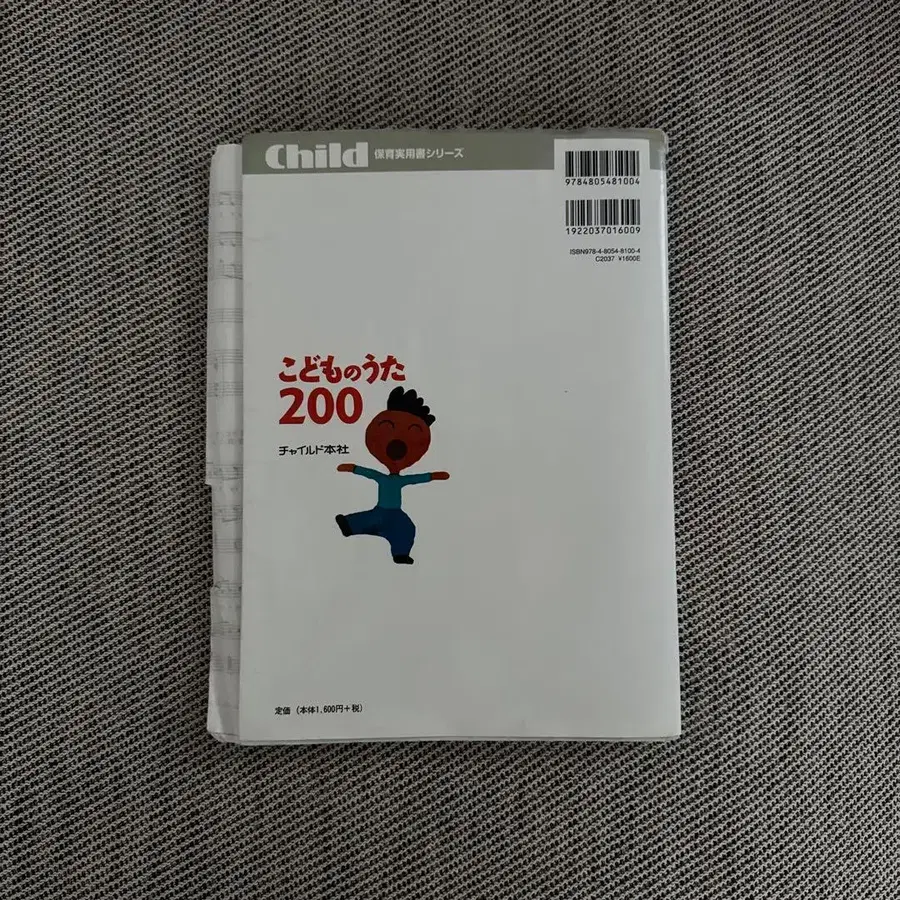 Child 保育実用書シリーズ
9784805481004
1922037016009
ISBN978-4-8054-8100-4
C2037 ¥1600E
こどものうた
200
チャイルド本社
定価(本体1,600円+税)